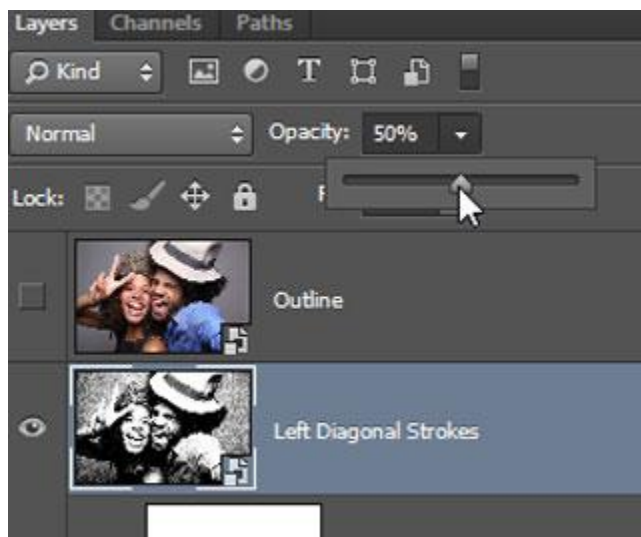 Layers Channels Paths
Kind
Normal Opacity: 50%
Lock:
Outline
Left Diagonal Strokes